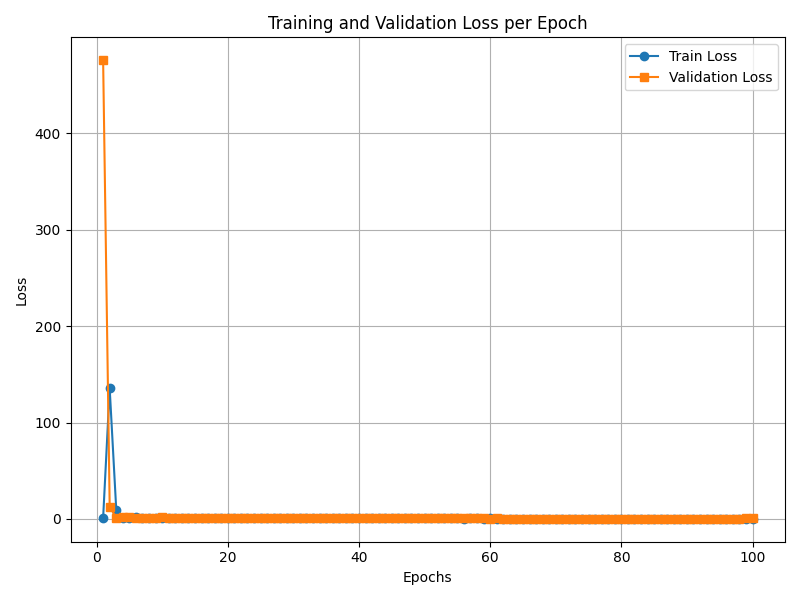 Training and Validation Loss per Epoch
Train Loss
Validation Loss
Loss
400
300
200
100
0
0 20 40 60 80 100
Epochs